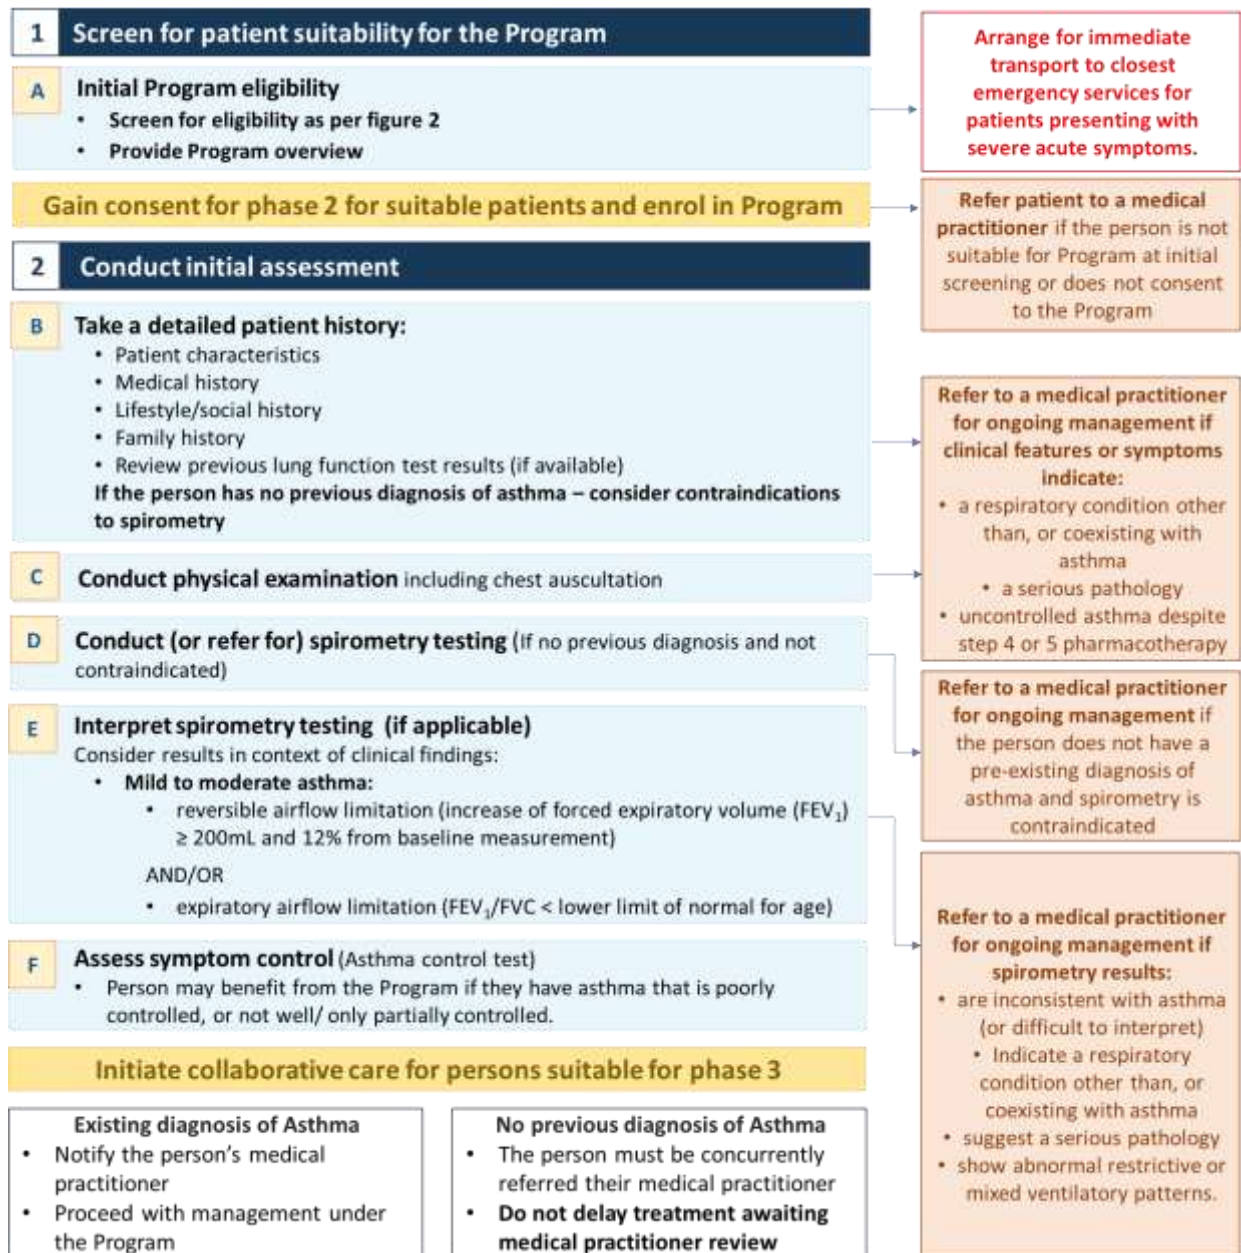 1 Screen for patient suitability for the Program
A Initial Program eligibility
• Screen for eligibility as per figure 2
• Provide Program overview
Arrange for immediate
transport to closest
emergency services for
patients presenting with
severe acute symptoms.
Gain consent for phase 2 for suitable patients and enrol in Program
Refer patient to a medical
practitioner if the person is not
suitable for Program at initial
screening or does not consent
to the Program
2 Conduct initial assessment
B Take a detailed patient history:
• Patient characteristics
• Medical history
• Lifestyle/social history
• Family history
• Review previous lung function test results (if available)
If the person has no previous diagnosis of asthma – consider contraindications
to spirometry
C Conduct physical examination including chest auscultation
Refer to a medical practitioner
for ongoing management if
clinical features or symptoms
indicate:
• a respiratory condition other
than, or coexisting with
asthma
• a serious pathology
• uncontrolled asthma despite
step 4 or 5 pharmacotherapy
D Conduct (or refer for) spirometry testing (If no previous diagnosis and not
contraindicated)
Refer to a medical practitioner
for ongoing management if
the person does not have a
pre-existing diagnosis of
asthma and spirometry is
contraindicated
E Interpret spirometry testing (if applicable)
Consider results in context of clinical findings:
• Mild to moderate asthma:
• reversible airflow limitation (increase of forced expiratory volume (FEV₁)
≥ 200mL and 12% from baseline measurement)
AND/OR
• expiratory airflow limitation (FEV₁/FVC < lower limit of normal for age)
Refer to a medical practitioner
for ongoing management if
spirometry results:
• are inconsistent with asthma
(or difficult to interpret)
• Indicate a respiratory
condition other than, or
coexisting with asthma
• suggest a serious pathology
• show abnormal restrictive or
mixed ventilatory patterns.
F Assess symptom control (Asthma control test)
• Person may benefit from the Program if they have asthma that is poorly
controlled, or not well/ only partially controlled.
Initiate collaborative care for persons suitable for phase 3
Existing diagnosis of Asthma
• Notify the person's medical
practitioner
• Proceed with management under
the Program
No previous diagnosis of Asthma
• The person must be concurrently
referred their medical practitioner
• Do not delay treatment awaiting
medical practitioner review